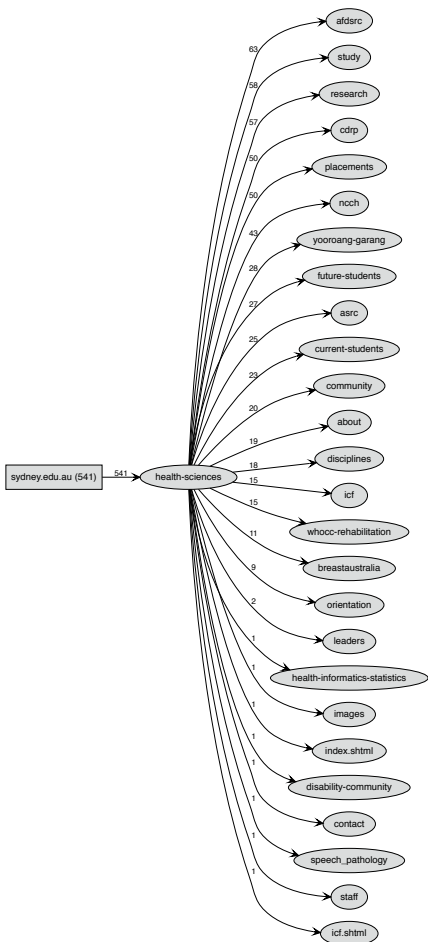 63
afdsrc
58
study
57
research
50
cdrp
50
placements
43
ncch
28
yooroang-garang
27
future-students
25
asrc
23
current-students
20
community
19
about
18
disciplines
sydney.edu.au (541)
541
health-sciences
15
icf
15
whocc-rehabilitation
11
breastaustralia
9
orientation
2
leaders
1
health-informatics-statistics
1
images
1
index.shtml
1
disability-community
1
contact
1
speech_pathology
1
staff
1
icf.shtml